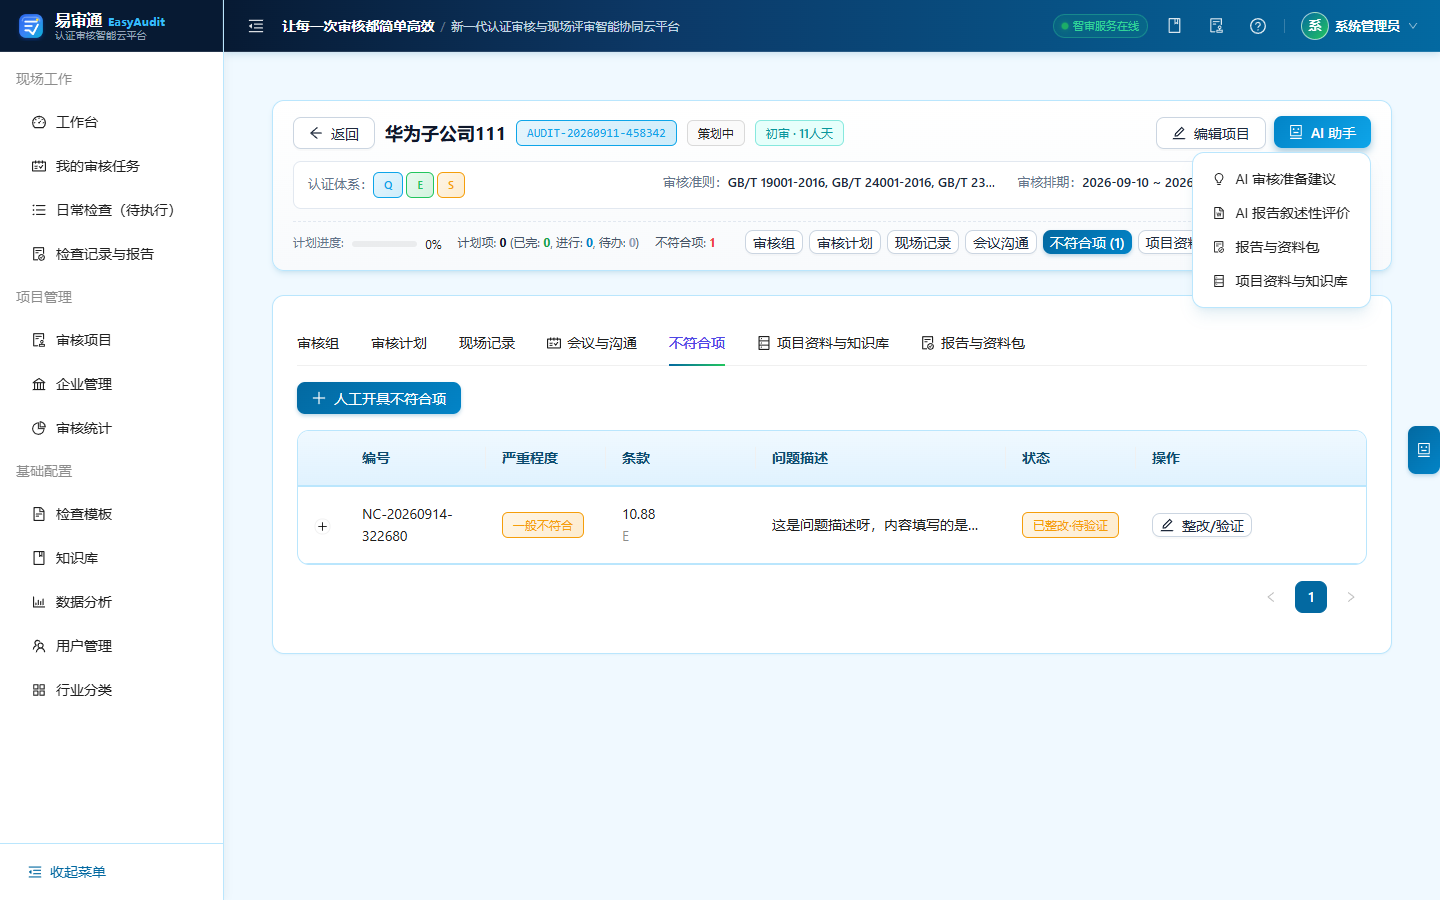 易审通 EasyAudit
认证审核智能云平台
让每一次审核都简单高效 / 新一代认证审核与现场评审智能协同云平台
智审服务在线
系 系统管理员
现场工作
工作台
我的审核任务
日常检查（待执行）
检查记录与报告
项目管理
审核项目
企业管理
审核统计
基础配置
检查模板
知识库
数据分析
用户管理
行业分类
收起菜单
返回 华为子公司111 AUDIT-20260911-458342 策划中 初审 · 11人天
编辑项目 AI 助手
认证体系： Q E S 审核准则： GB/T 19001-2016, GB/T 24001-2016, GB/T 23... 审核排期： 2026-09-10 ~ 2026
计划进度: 0% 计划项: 0 (已完: 0, 进行: 0, 待办: 0) 不符合项: 1
审核组 审核计划 现场记录 会议沟通 不符合项 (1) 项目资料
AI 审核准备建议
AI 报告叙述性评价
报告与资料包
项目资料与知识库
审核组 审核计划 现场记录 会议与沟通 不符合项 项目资料与知识库 报告与资料包
人工开具不符合项
编号 严重程度 条款 问题描述 状态 操作
NC-20260914-322680 一般不符合 10.88 E 这是问题描述呀，内容填写的是... 已整改·待验证 整改/验证
1